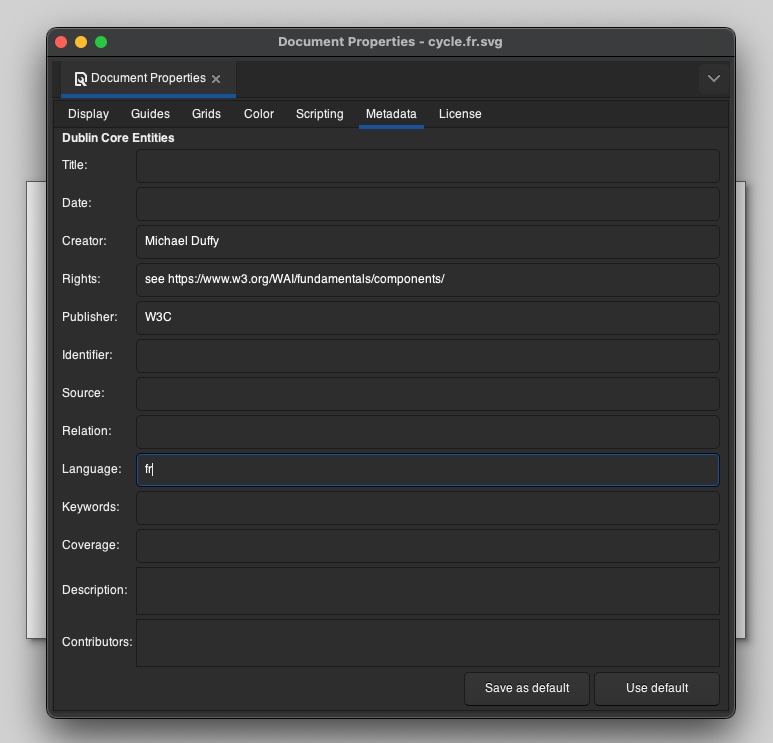 Document Properties - cycle.fr.svg
Document Properties
Display Guides Grids Color Scripting Metadata License
Dublin Core Entities
Title:
Date:
Creator: Michael Duffy
Rights: see https://www.w3.org/WAI/fundamentals/components/
Publisher: W3C
Identifier:
Source:
Relation:
Language: fr
Keywords:
Coverage:
Description:
Contributors:
Save as default Use default